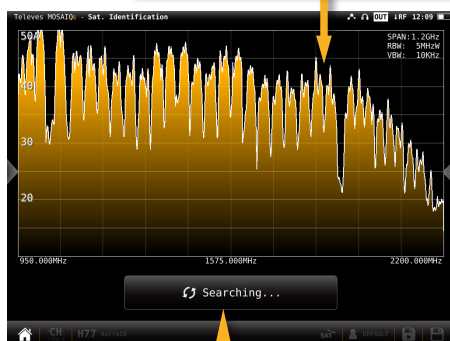 Televes MOSAIQ6 - Sat. Identification OUT ↓RF 12:09
SPAN:1.2GHz
RBW: 5MHzW
VBW: 10KHz
50
40
30
20
950.000MHz 1575.000MHz 2200.000MHz
Searching...
CH H77 Astra19 SAT DEFAULT